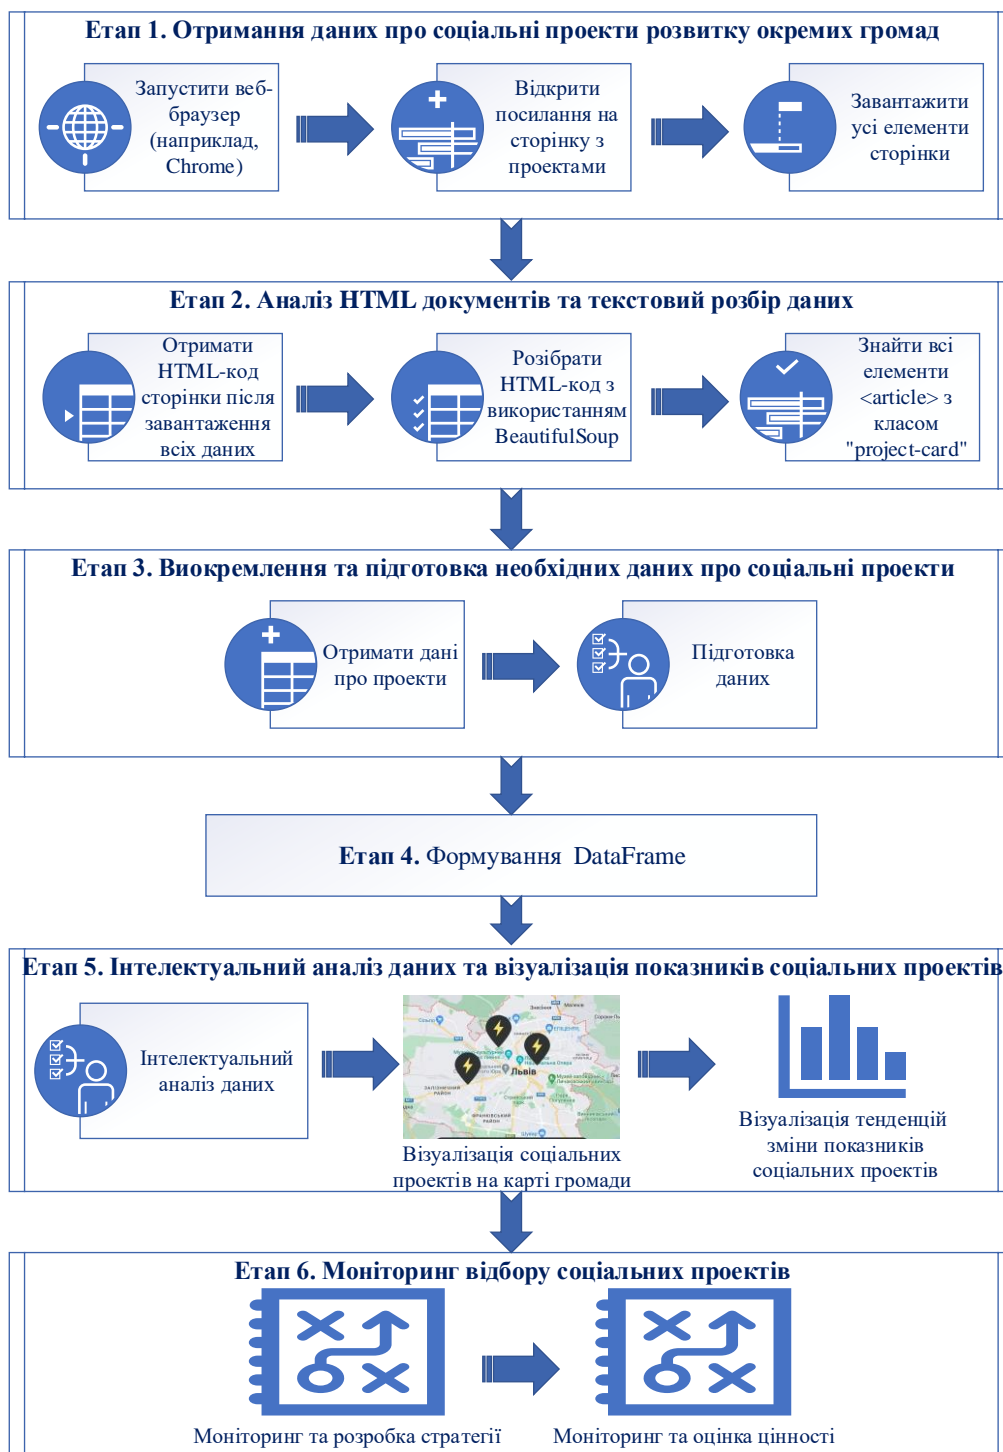 Етап 1. Отримання даних про соціальні проекти розвитку окремих громад
Запустити веб-
браузер
(наприклад,
Chrome)
Відкрити
посилання на
сторінку з
проектами
Завантажити
усі елементи
сторінки
Етап 2. Аналіз HTML документів та текстовий розбір даних
Отримати
HTML-код
сторінки після
завантаження
всіх даних
Розібрати
HTML-код з
використанням
BeautifulSoup
Знайти всі
елементи
<article> з
класом
"project-card"
Етап 3. Виокремлення та підготовка необхідних даних про соціальні проекти
Отримати дані
про проекти
Підготовка
даних
Етап 4. Формування DataFrame
Етап 5. Інтелектуальний аналіз даних та візуалізація показників соціальних проектів
Інтелектуальний
аналіз даних
Львів
ЗАЛІЗНИЧНИЙ
РАЙОН
ФРАНКІВСЬКИЙ
РАЙОН
Візуалізація соціальних
проектів на карті громади
Візуалізація тенденцій
зміни показників
соціальних проектів
Етап 6. Моніторинг відбору соціальних проектів
Моніторинг та розробка стратегії
Моніторинг та оцінка цінності